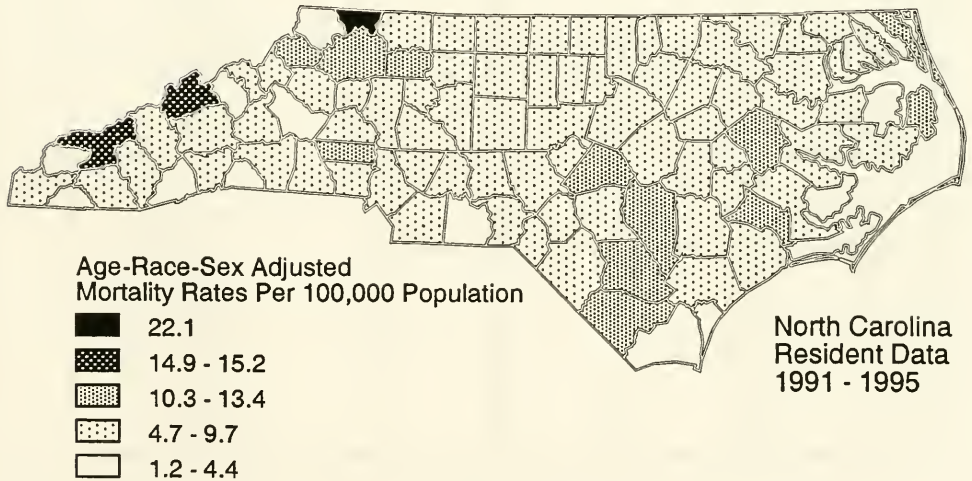 Age-Race-Sex Adjusted
Mortality Rates Per 100,000 Population
22.1
14.9 - 15.2
10.3 - 13.4
4.7 - 9.7
1.2 - 4.4
North Carolina
Resident Data
1991 - 1995